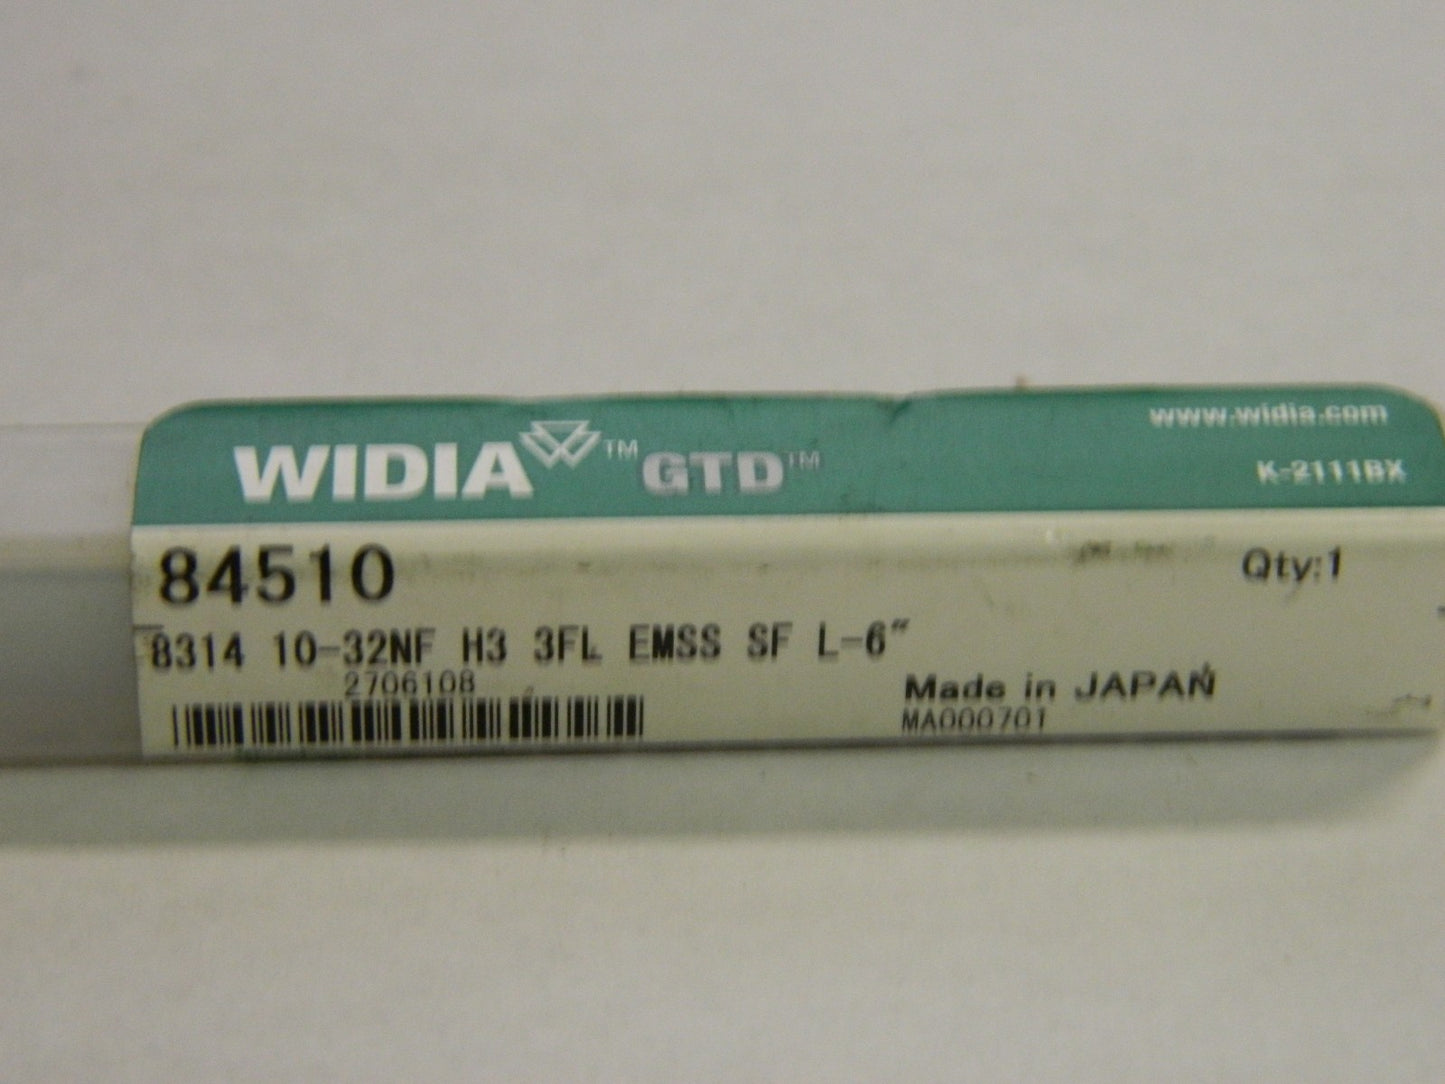 WIDIA™ GTD™
www.widia.com
K-2111BX
84510
Qty:1
8314 10-32NF H3 3FL EMSS SF L-6″
2706108
Made in JAPAN
MA000701